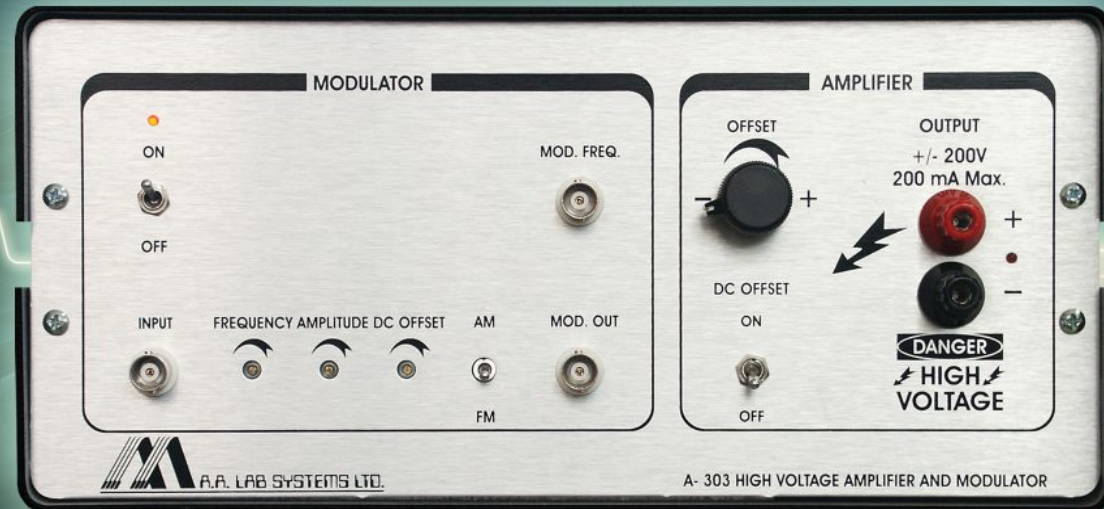 MODULATOR
ON
OFF
MOD. FREQ.
INPUT
FREQUENCY AMPLITUDE DC OFFSET
AM
FM
MOD. OUT
AMPLIFIER
OFFSET
- +
DC OFFSET
ON
OFF
OUTPUT
+/- 200V
200 mA Max.
+
-
DANGER
HIGH
VOLTAGE
A.A. LAB SYSTEMS LTD.
A- 303 HIGH VOLTAGE AMPLIFIER AND MODULATOR